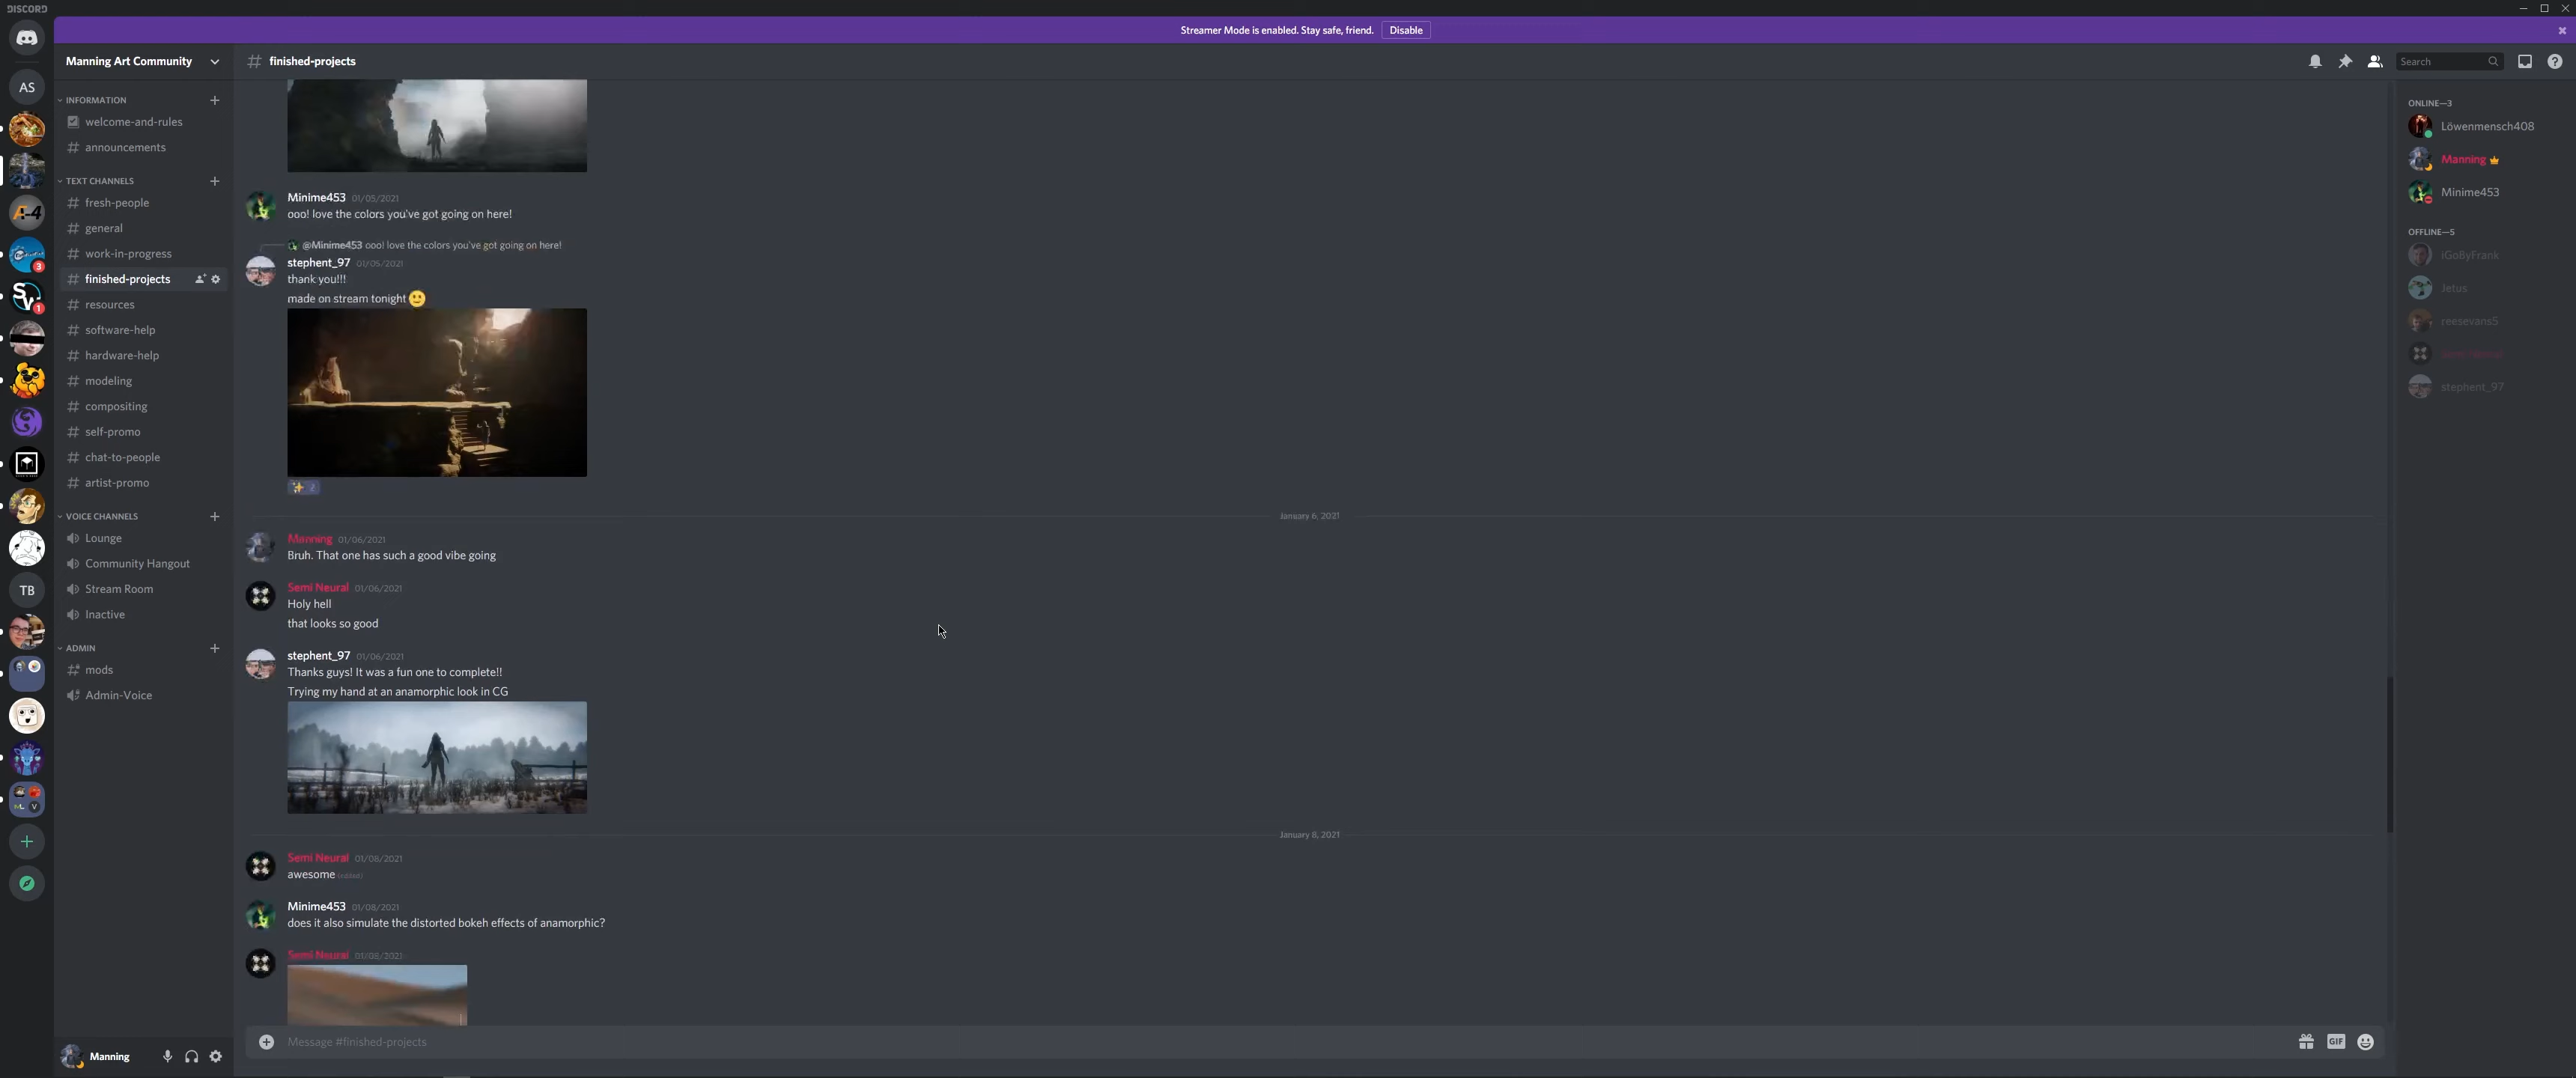 DISCORD
Streamer Mode is enabled. Stay safe, friend.
Disable
Manning Art Community
finished-projects
Search
AS
A-4
3
1
TB
INFORMATION
welcome-and-rules
announcements
TEXT CHANNELS
fresh-people
general
work-in-progress
finished-projects
resources
software-help
hardware-help
modeling
compositing
self-promo
chat-to-people
artist-promo
VOICE CHANNELS
Lounge
Community Hangout
Stream Room
Inactive
ADMIN
mods
Admin-Voice
Manning
Minime453 01/05/2021
ooo! love the colors you've got going on here!
@Minime453 ooo! love the colors you've got going on here!
stephent_97 01/05/2021
thank you!!!
made on stream tonight
January 6, 2021
Manning 01/06/2021
Bruh. That one has such a good vibe going
Semi Neural 01/06/2021
Holy hell
that looks so good
stephent_97 01/06/2021
Thanks guys! It was a fun one to complete!!
Trying my hand at an anamorphic look in CG
January 8, 2021
Semi Neural 01/08/2021
awesome (edited)
Minime453 01/08/2021
does it also simulate the distorted bokeh effects of anamorphic?
Semi Neural 01/08/2021
Message #finished-projects
GIF
ONLINE—3
Löwenmensch408
Manning
Minime453
OFFLINE—5
iGoByFrank
Jetus
reesevans5
stephent_97